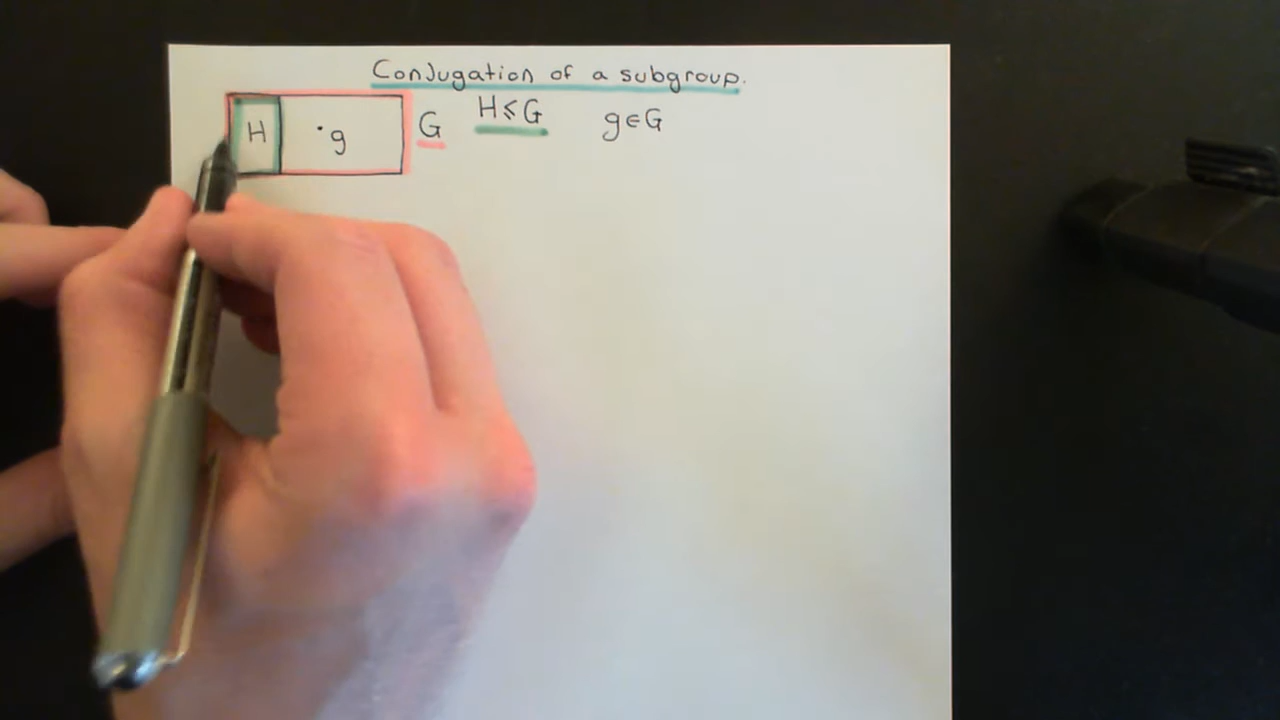 Conjugation of a subgroup.
H · g G H ≤ G g ∈ G